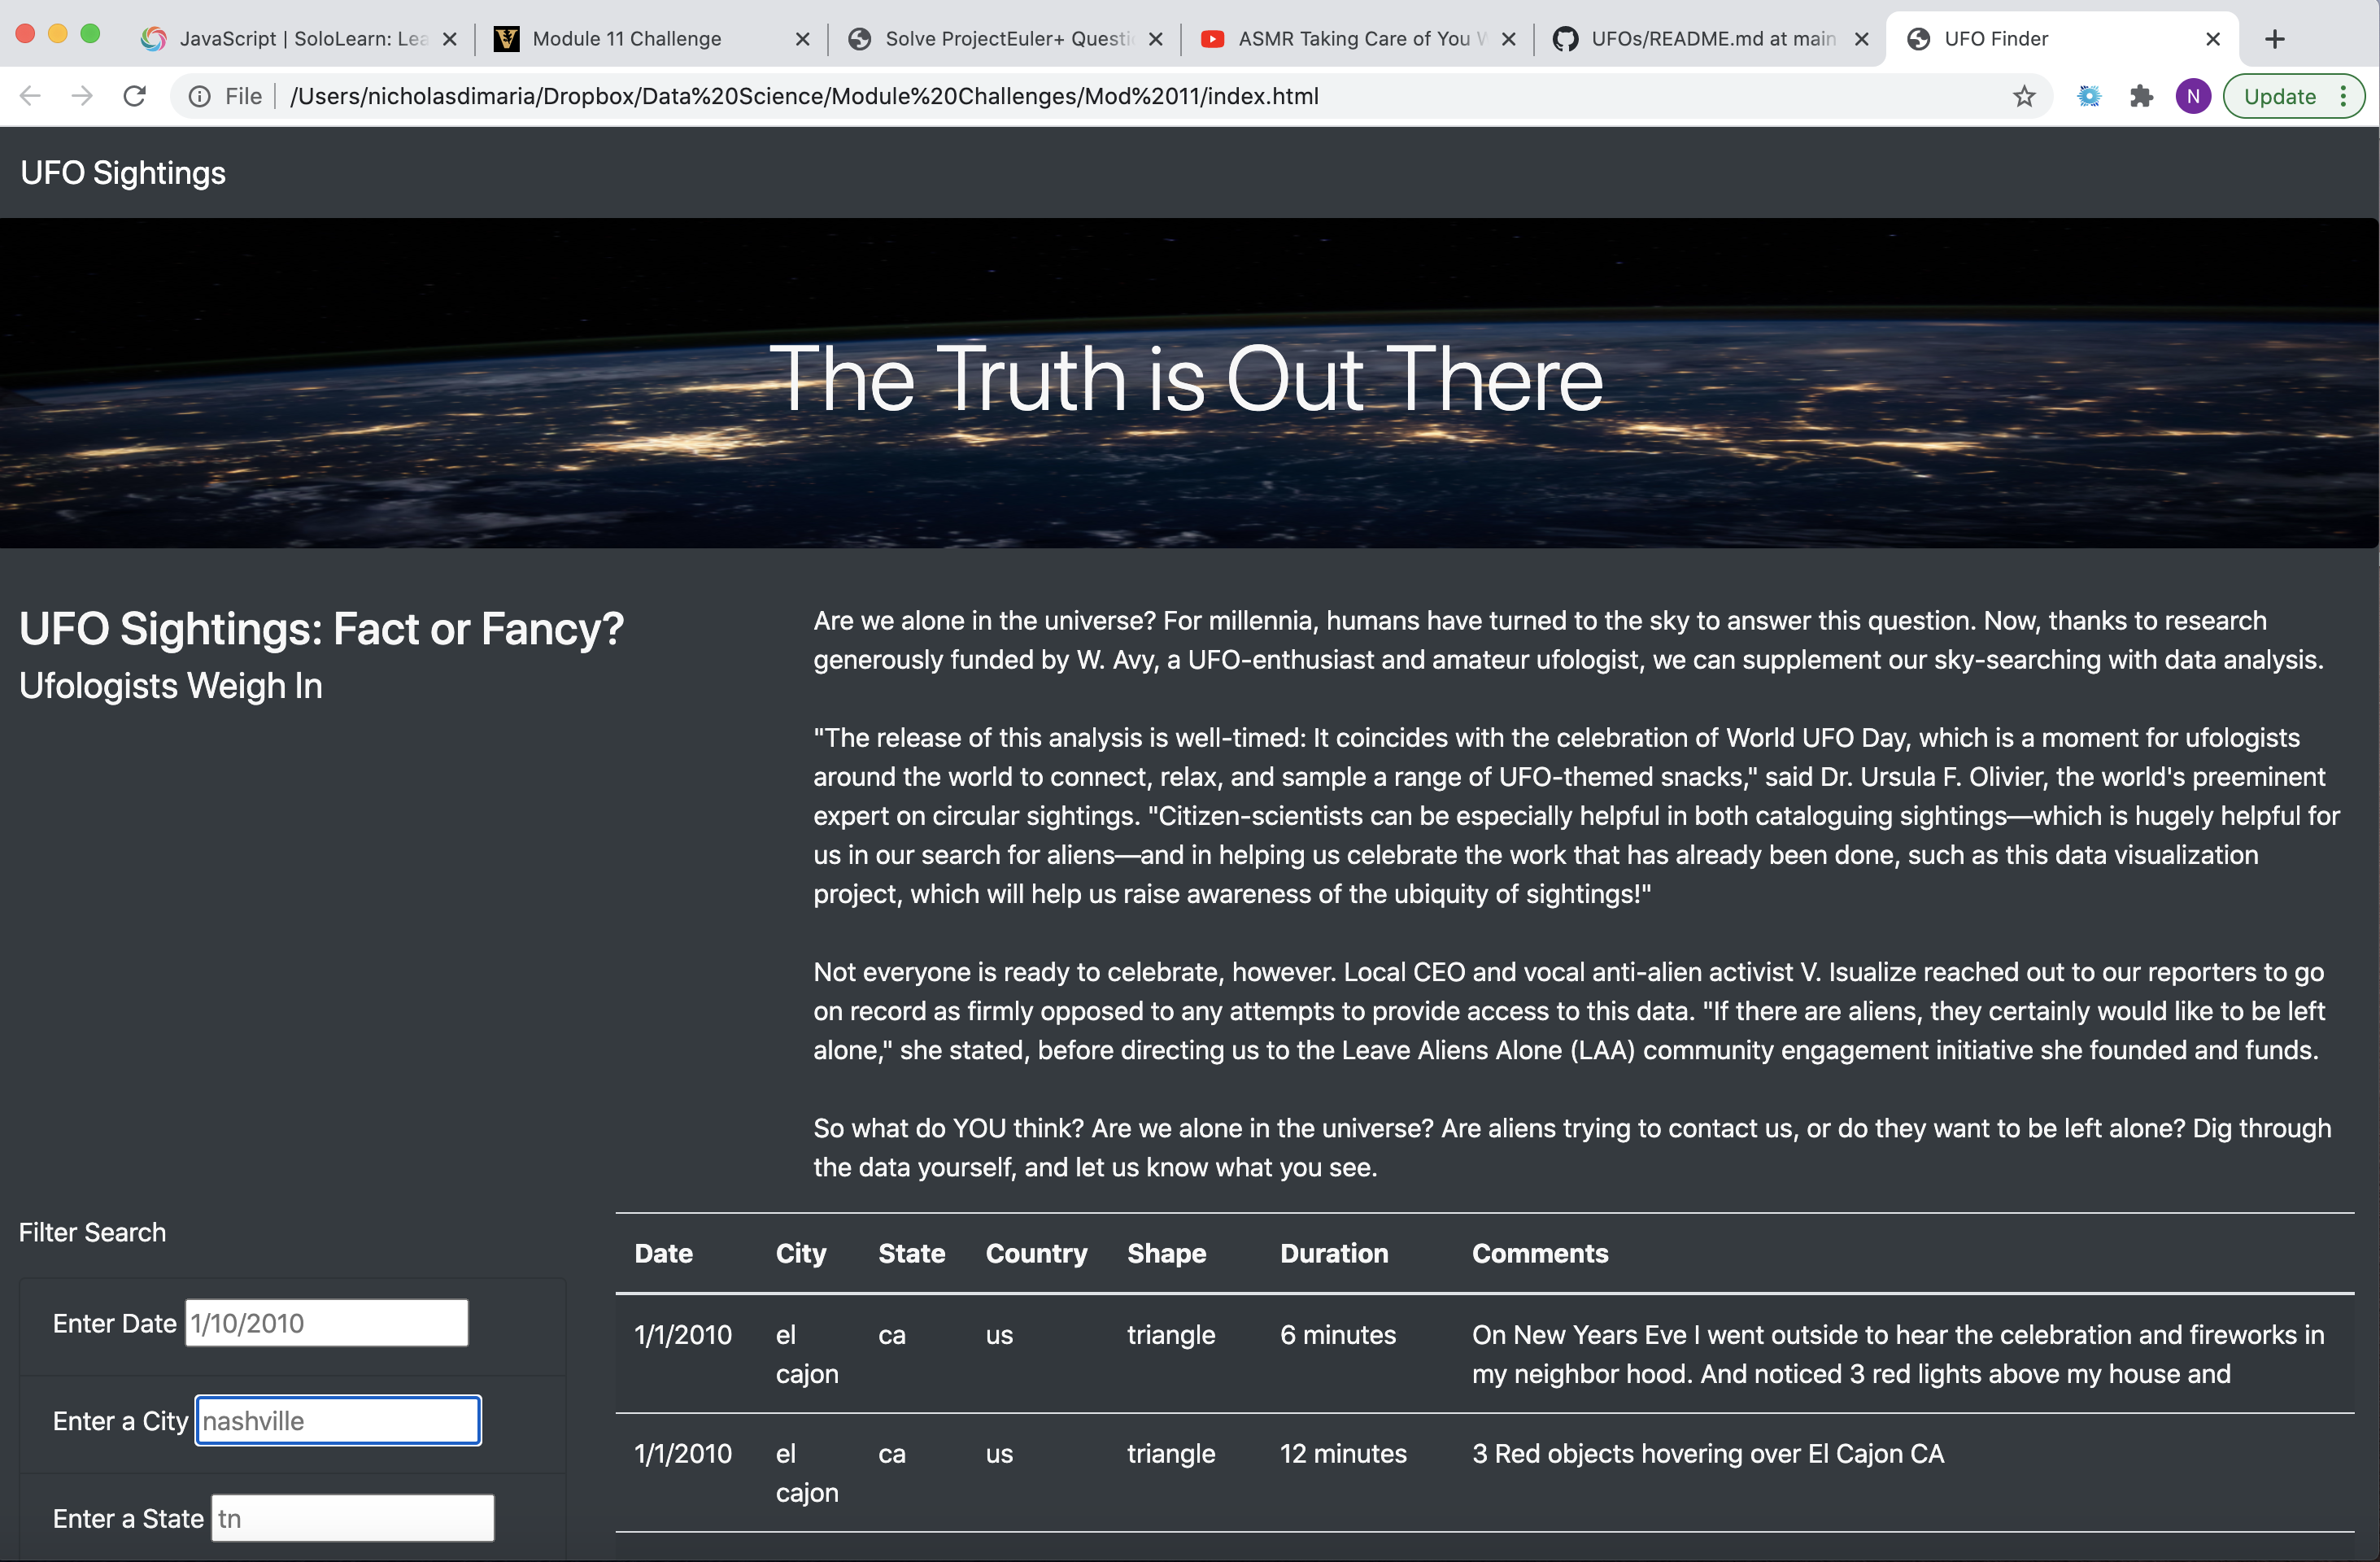 JavaScript | SoloLearn: Lea
Module 11 Challenge
Solve ProjectEuler+ Questi
ASMR Taking Care of You
UFOs/README.md at main
UFO Finder
File
/Users/nicholasdimaria/Dropbox/Data%20Science/Module%20Challenges/Mod%2011/index.html
N
Update
UFO Sightings
The Truth is Out There
UFO Sightings: Fact or Fancy?
Ufologists Weigh In
Are we alone in the universe? For millennia, humans have turned to the sky to answer this question. Now, thanks to research
generously funded by W. Avy, a UFO-enthusiast and amateur ufologist, we can supplement our sky-searching with data analysis.
"The release of this analysis is well-timed: It coincides with the celebration of World UFO Day, which is a moment for ufologists
around the world to connect, relax, and sample a range of UFO-themed snacks," said Dr. Ursula F. Olivier, the world's preeminent
expert on circular sightings. "Citizen-scientists can be especially helpful in both cataloguing sightings—which is hugely helpful for
us in our search for aliens—and in helping us celebrate the work that has already been done, such as this data visualization
project, which will help us raise awareness of the ubiquity of sightings!"
Not everyone is ready to celebrate, however. Local CEO and vocal anti-alien activist V. Isualize reached out to our reporters to go
on record as firmly opposed to any attempts to provide access to this data. "If there are aliens, they certainly would like to be left
alone," she stated, before directing us to the Leave Aliens Alone (LAA) community engagement initiative she founded and funds.
So what do YOU think? Are we alone in the universe? Are aliens trying to contact us, or do they want to be left alone? Dig through
the data yourself, and let us know what you see.
Filter Search
Enter Date 1/10/2010
Enter a City nashville
Enter a State tn
Date City State Country Shape Duration Comments
1/1/2010 el ca us triangle 6 minutes On New Years Eve I went outside to hear the celebration and fireworks in
cajon my neighbor hood. And noticed 3 red lights above my house and
1/1/2010 el ca us triangle 12 minutes 3 Red objects hovering over El Cajon CA
cajon